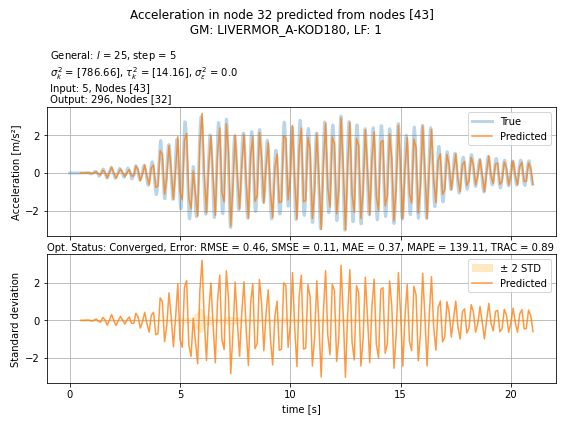 Acceleration in node 32 predicted from nodes [43]
GM: LIVERMOR_A-KOD180, LF: 1
General: l = 25, step = 5
σ²ₖ = [786.66], τ²ₖ = [14.16], σ²ε = 0.0
Input: 5, Nodes [43]
Output: 296, Nodes [32]
Acceleration [m/s²]
2
0
−2
True
Predicted
Opt. Status: Converged, Error: RMSE = 0.46, SMSE = 0.11, MAE = 0.37, MAPE = 139.11, TRAC = 0.89
Standard deviation
2
0
−2
± 2 STD
Predicted
0
5
10
15
20
time [s]